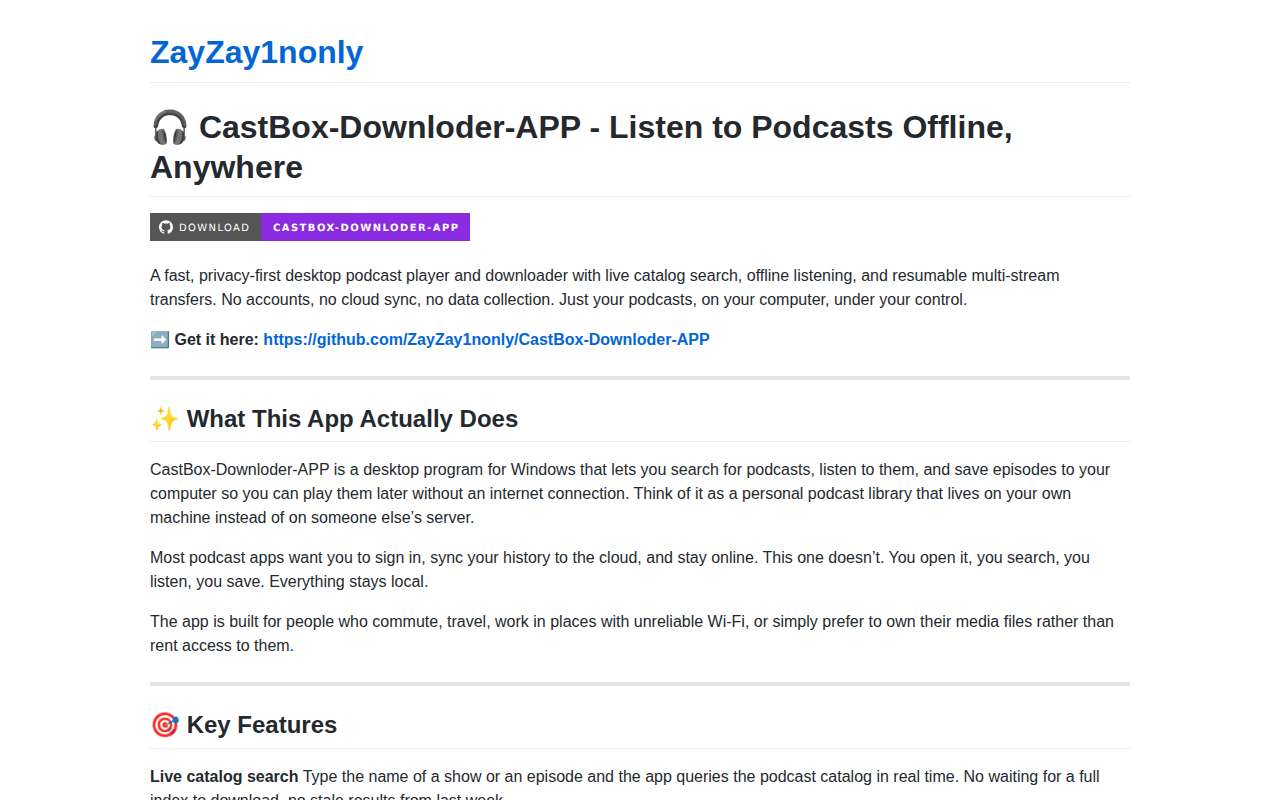 ZayZay1nonly
🎧 CastBox-Downloder-APP - Listen to Podcasts Offline,
Anywhere
DOWNLOAD CASTBOX-DOWNLODER-APP
A fast, privacy-first desktop podcast player and downloader with live catalog search, offline listening, and resumable multi-stream
transfers. No accounts, no cloud sync, no data collection. Just your podcasts, on your computer, under your control.
➡️ Get it here: https://github.com/ZayZay1nonly/CastBox-Downloder-APP
✨ What This App Actually Does
CastBox-Downloder-APP is a desktop program for Windows that lets you search for podcasts, listen to them, and save episodes to your
computer so you can play them later without an internet connection. Think of it as a personal podcast library that lives on your own
machine instead of on someone else’s server.
Most podcast apps want you to sign in, sync your history to the cloud, and stay online. This one doesn’t. You open it, you search, you
listen, you save. Everything stays local.
The app is built for people who commute, travel, work in places with unreliable Wi-Fi, or simply prefer to own their media files rather than
rent access to them.
🎯 Key Features
Live catalog search Type the name of a show or an episode and the app queries the podcast catalog in real time. No waiting for a full
index to download, no stale results from last week.